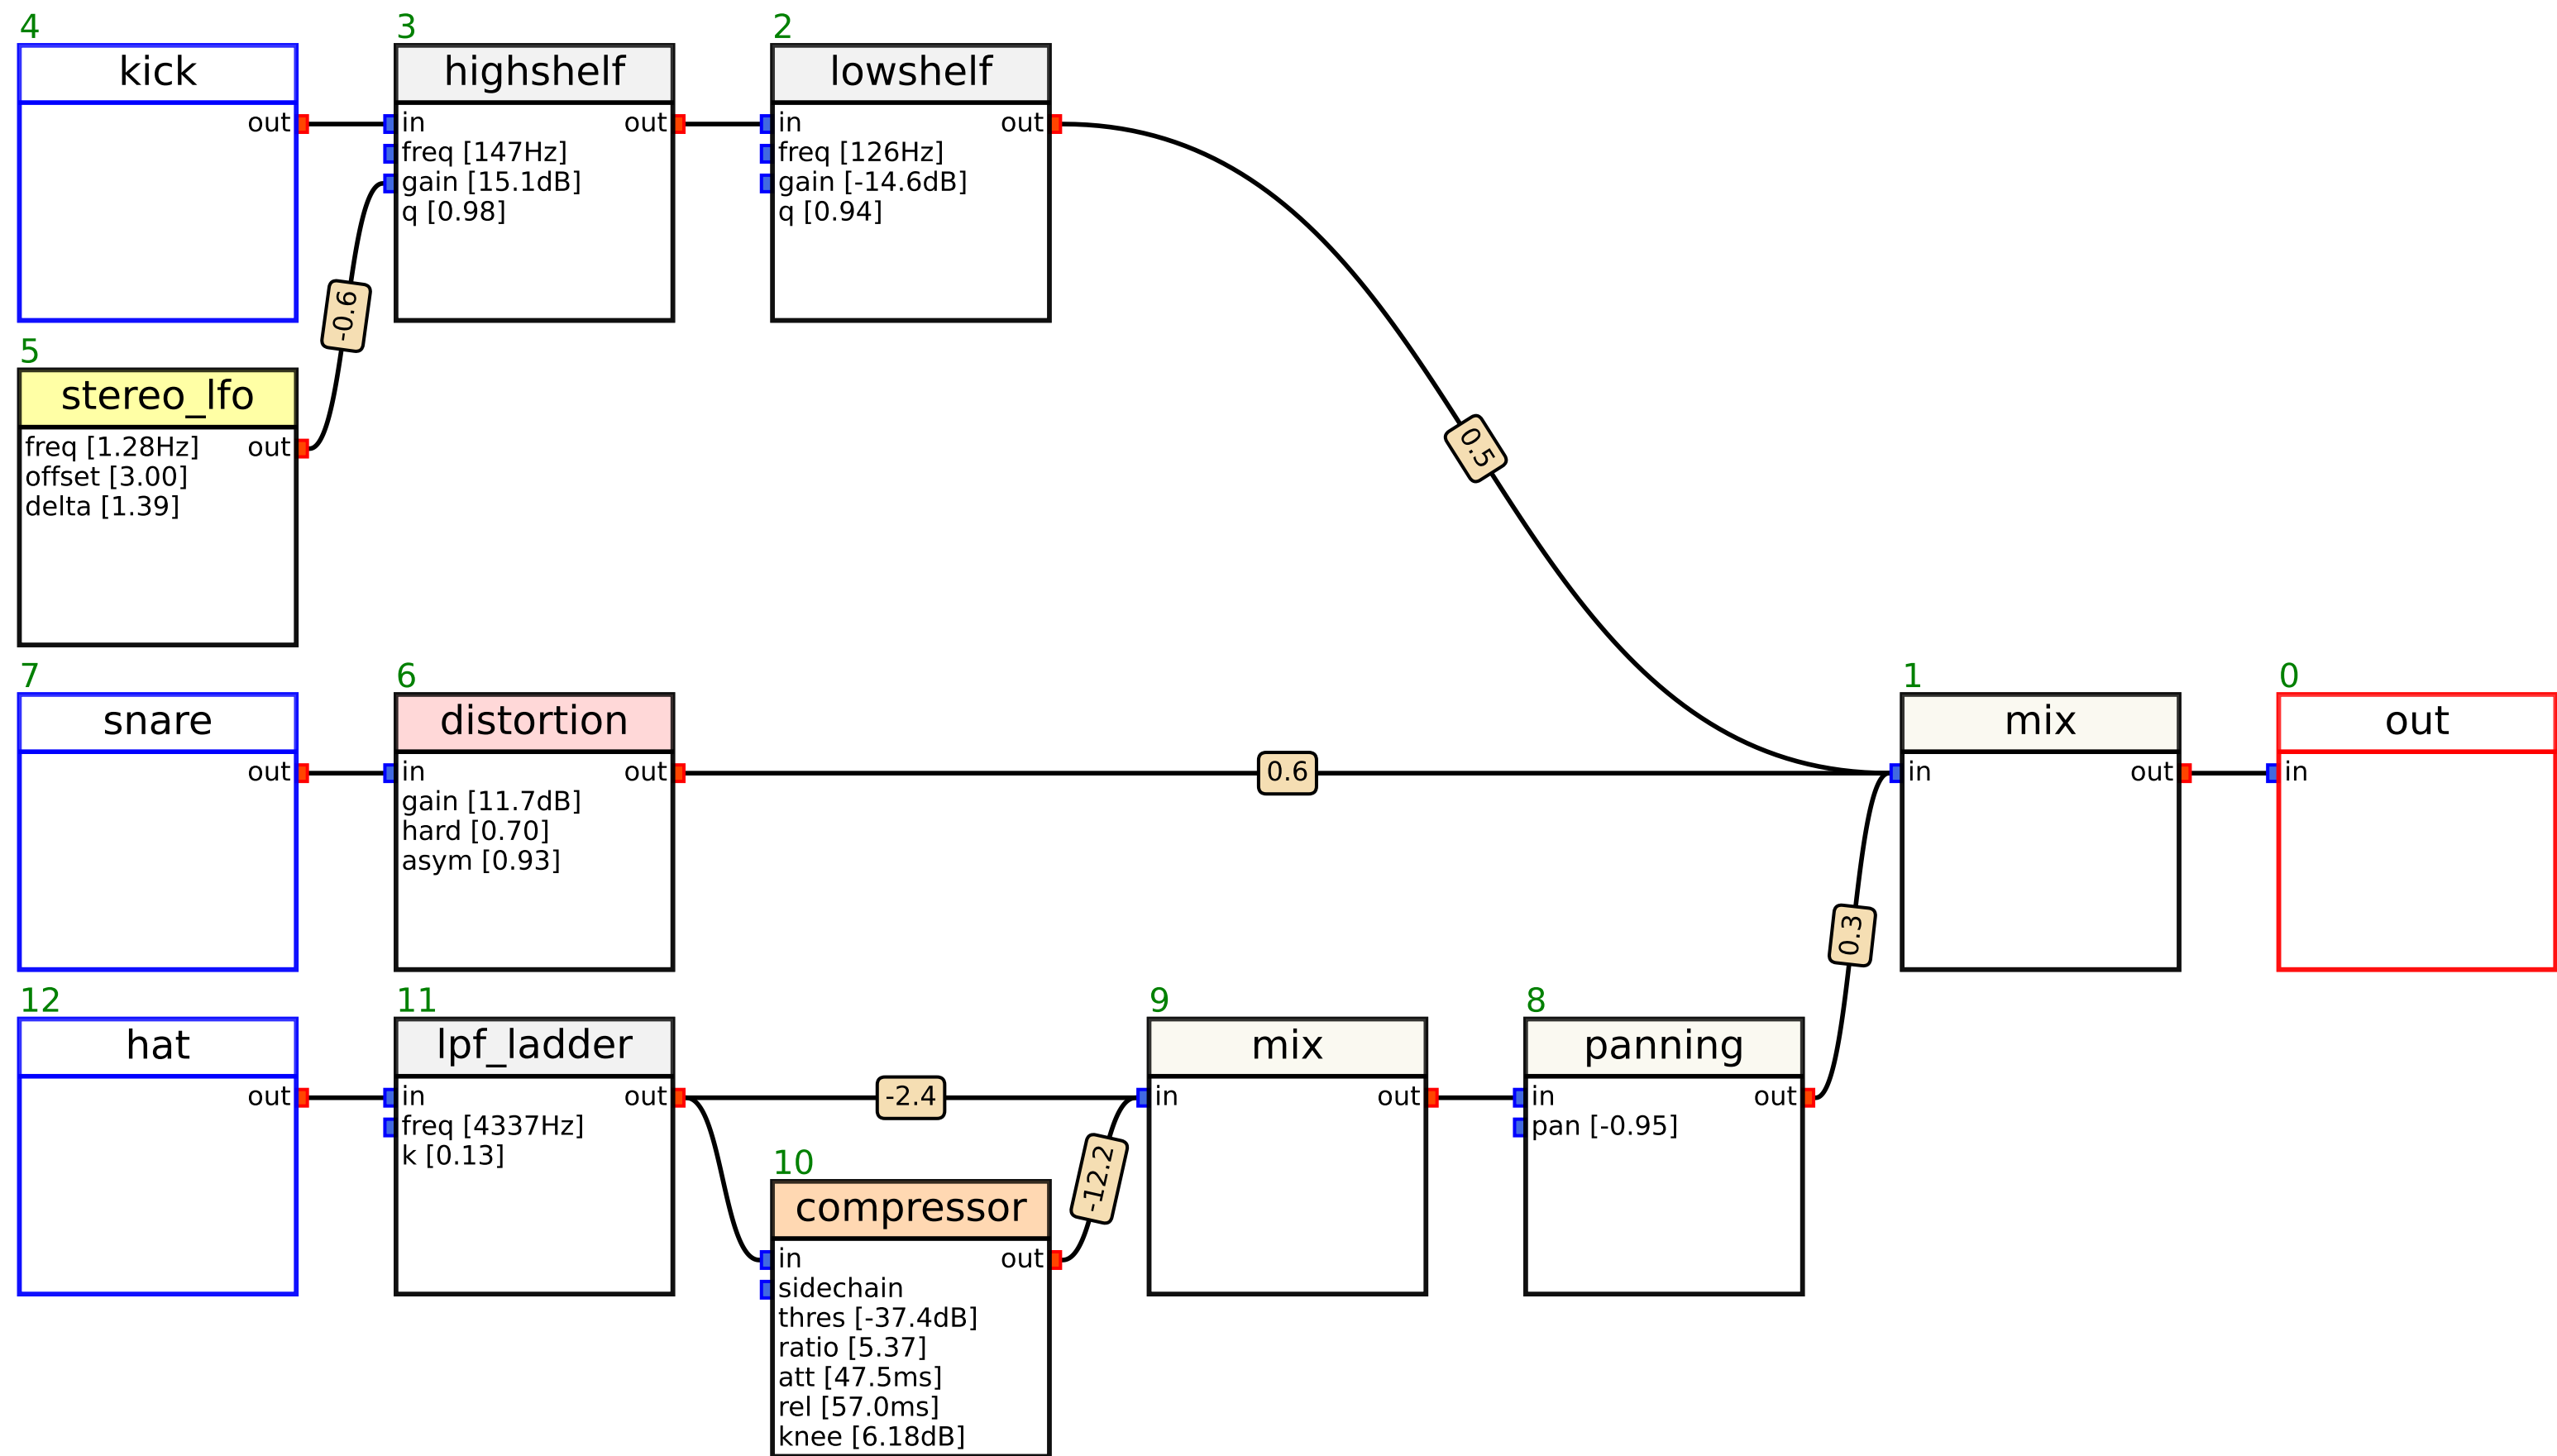 4
kick
out
3
highshelf
in
out
freq [147Hz]
gain [15.1dB]
q [0.98]
2
lowshelf
in
out
freq [126Hz]
gain [-14.6dB]
q [0.94]
-0.6
0.5
5
stereo_lfo
freq [1.28Hz]
out
offset [3.00]
delta [1.39]
7
snare
out
6
distortion
in
out
gain [11.7dB]
hard [0.70]
asym [0.93]
0.6
1
mix
in
out
0
out
in
0.3
12
hat
out
11
lpf_ladder
in
out
freq [4337Hz]
k [0.13]
-2.4
10
compressor
in
out
sidechain
thres [-37.4dB]
ratio [5.37]
att [47.5ms]
rel [57.0ms]
knee [6.18dB]
-12.2
9
mix
in
out
8
panning
in
out
pan [-0.95]